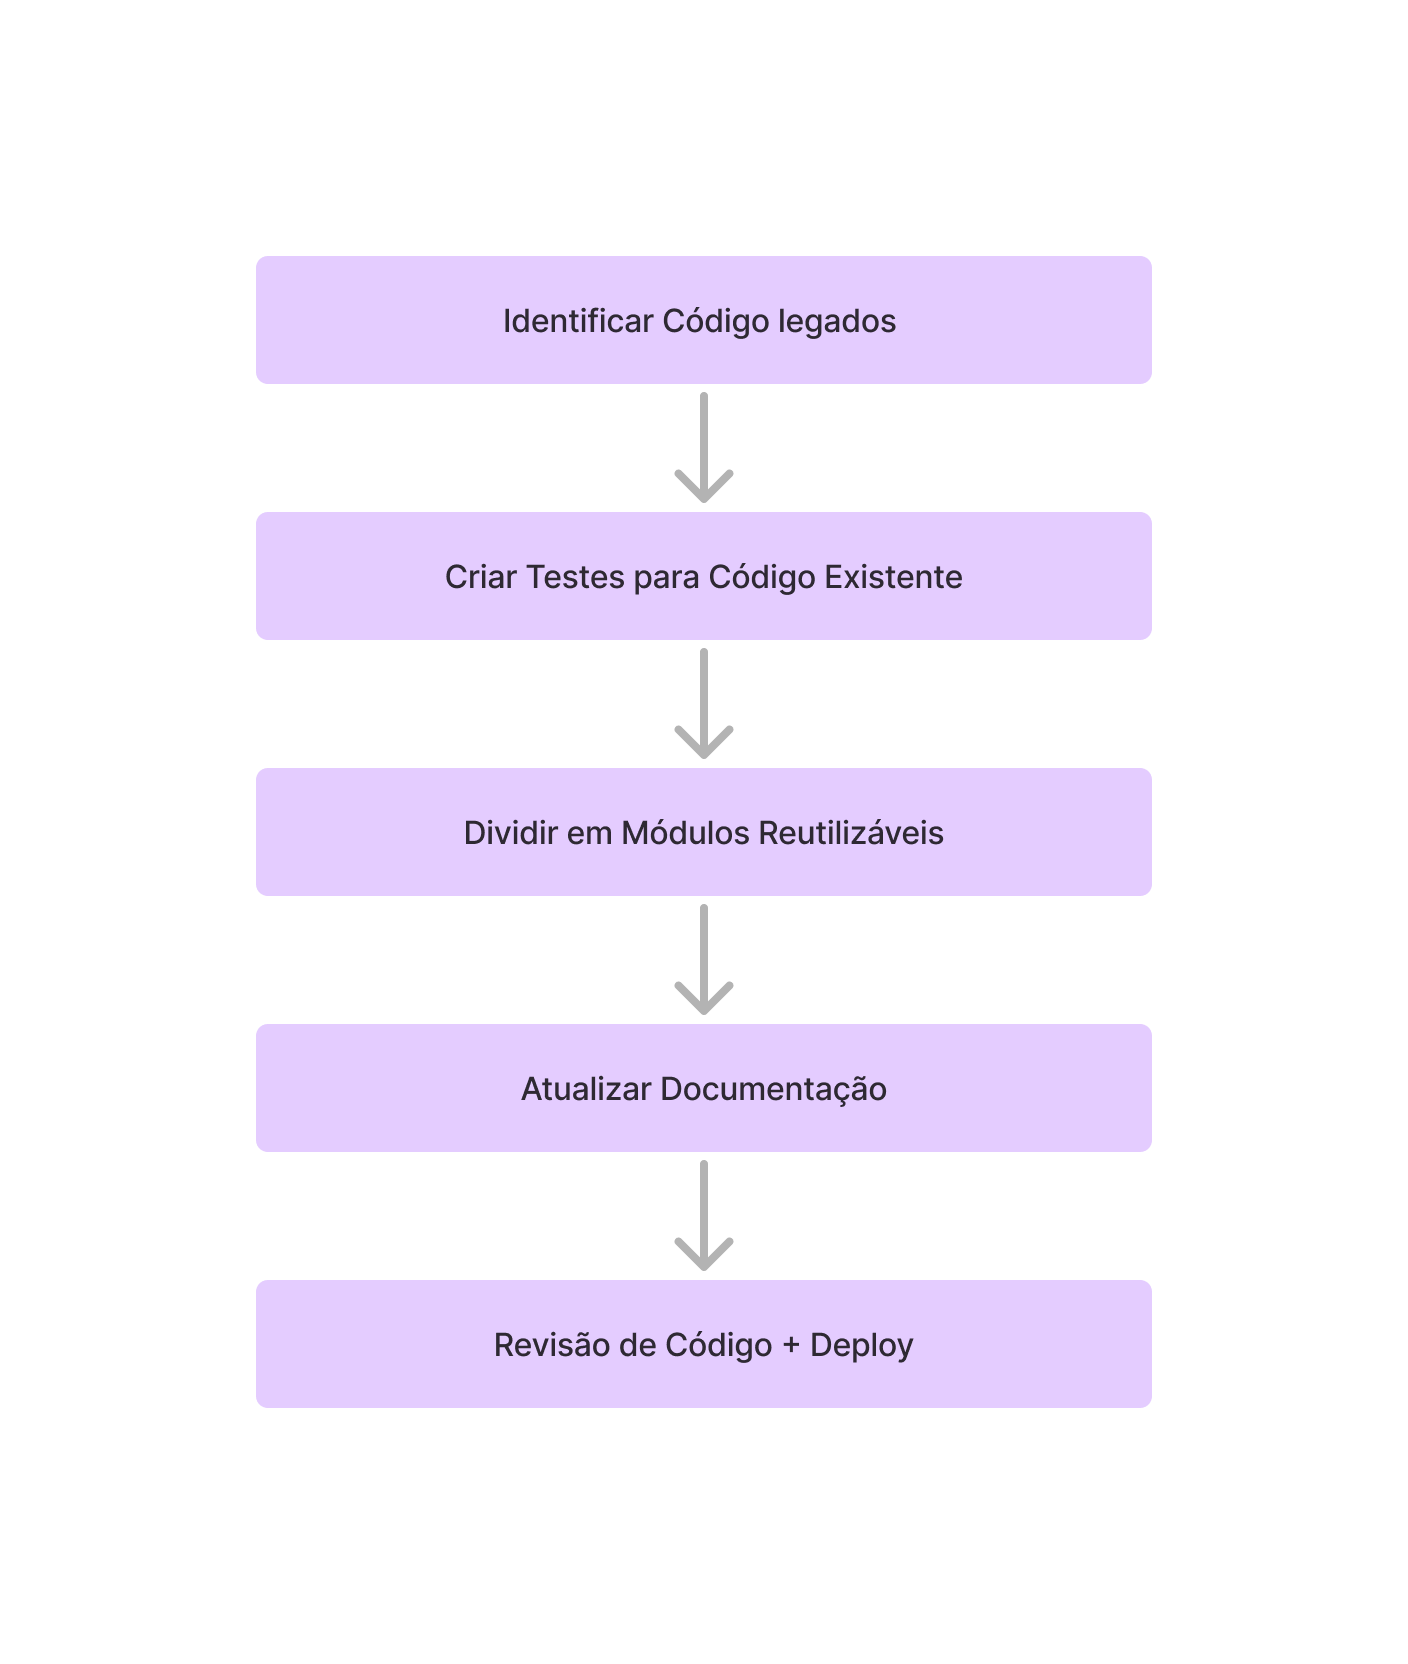 Identificar Código legados
Criar Testes para Código Existente
Dividir em Módulos Reutilizáveis
Atualizar Documentação
Revisão de Código + Deploy